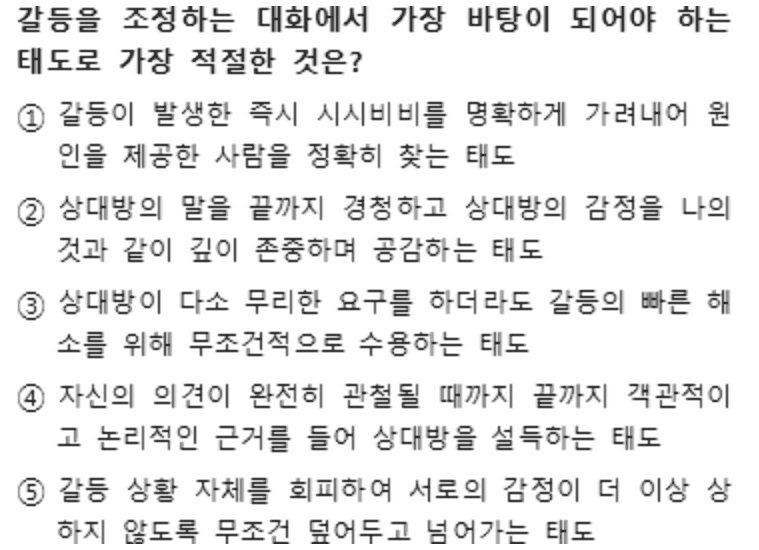 갈등을 조정하는 대화에서 가장 바탕이 되어야 하는
태도로 가장 적절한 것은?
① 갈등이 발생한 즉시 시시비비를 명확하게 가려내어 원
인을 제공한 사람을 정확히 찾는 태도
② 상대방의 말을 끝까지 경청하고 상대방의 감정을 나의
것과 같이 깊이 존중하며 공감하는 태도
③ 상대방이 다소 무리한 요구를 하더라도 갈등의 빠른 해
소를 위해 무조건적으로 수용하는 태도
④ 자신의 의견이 완전히 관철될 때까지 끝까지 객관적이
고 논리적인 근거를 들어 상대방을 설득하는 태도
⑤ 갈등 상황 자체를 회피하여 서로의 감정이 더 이상 상
하지 않도록 무조건 덮어두고 넘어가는 태도